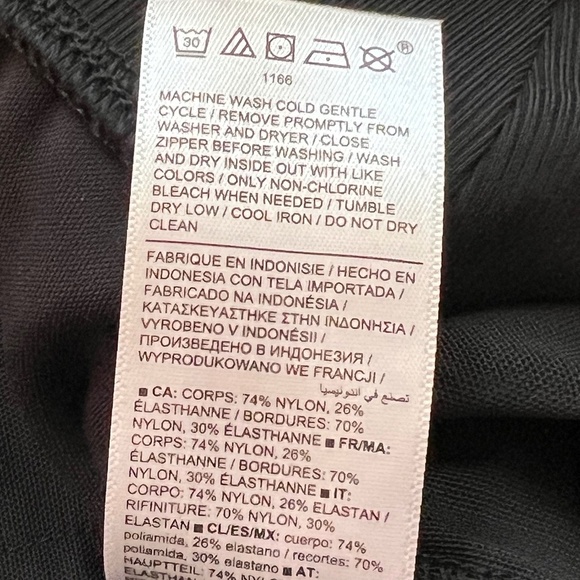 30
®
1166
MACHINE WASH COLD GENTLE
CYCLE / REMOVE PROMPTLY FROM
WASHER AND DRYER / CLOSE
ZIPPER BEFORE WASHING / WASH
AND DRY INSIDE OUT WITH LIKE
COLORS / ONLY NON-CHLORINE
BLEACH WHEN NEEDED / TUMBLE
DRY LOW / COOL IRON / DO NOT DRY
CLEAN
FABRIQUE EN INDONISIE / HECHO EN
INDONESIA CON TELA IMPORTADA /
FABRICADO NA INDONÉSIA /
ΚΑΤΑΣΚΕΥΑΣΤΗΚΕ ΣΤΗΝ ΙΝΔΟΝΗΣΙΑ /
VYROBENO V INDONÉSII /
ПРОИЗВЕДЕНО В ИНДОНЕЗИЯ /
WYPRODUKOWANO WE FRANCJI /
تصنع في أندونيسيا
■ CA: CORPS: 74% NYLON, 26%
ÉLASTHANNE / BORDURES: 70%
NYLON, 30% ÉLASTHANNE ■ FR/MA:
CORPS: 74% NYLON, 26%
ÉLASTHANNE / BORDURES: 70%
NYLON, 30% ÉLASTHANNE ■ IT:
CORPO: 74% NYLON, 26% ELASTAN /
RIFINITURE: 70% NYLON, 30%
ELASTAN ■ CL/ES/MX: cuerpo: 74%
poliamida, 26% elastano / recortes: 70%
poliamida, 30% elastano ■ AT:
HAUPTTEIL: 74% NYLON
ELASTHAN